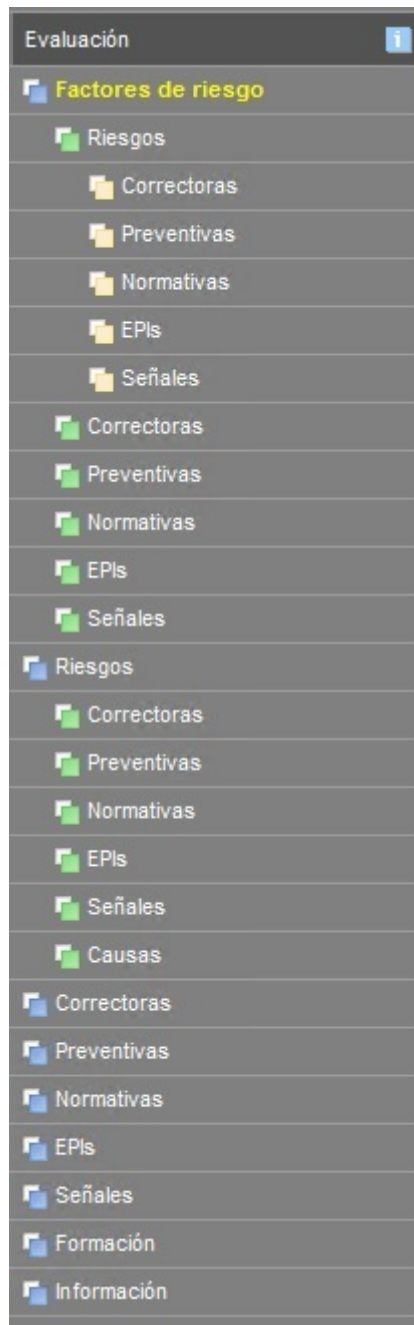 Evaluación
i
Factores de riesgo
Riesgos
Correctoras
Preventivas
Normativas
EPIs
Señales
Correctoras
Preventivas
Normativas
EPIs
Señales
Riesgos
Correctoras
Preventivas
Normativas
EPIs
Señales
Causas
Correctoras
Preventivas
Normativas
EPIs
Señales
Formación
Información